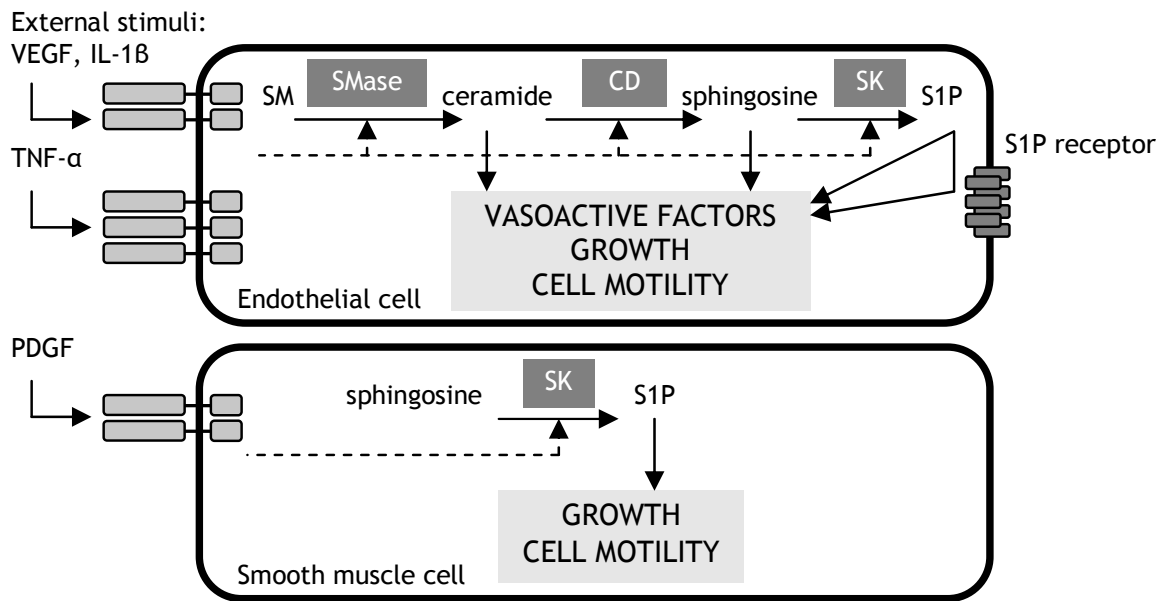 External stimuli:
VEGF, IL-1ß
SMase
CD
SK
SM
ceramide
sphingosine
S1P
TNF-α
S1P receptor
VASOACTIVE FACTORS
GROWTH
CELL MOTILITY
Endothelial cell
PDGF
SK
sphingosine
S1P
GROWTH
CELL MOTILITY
Smooth muscle cell